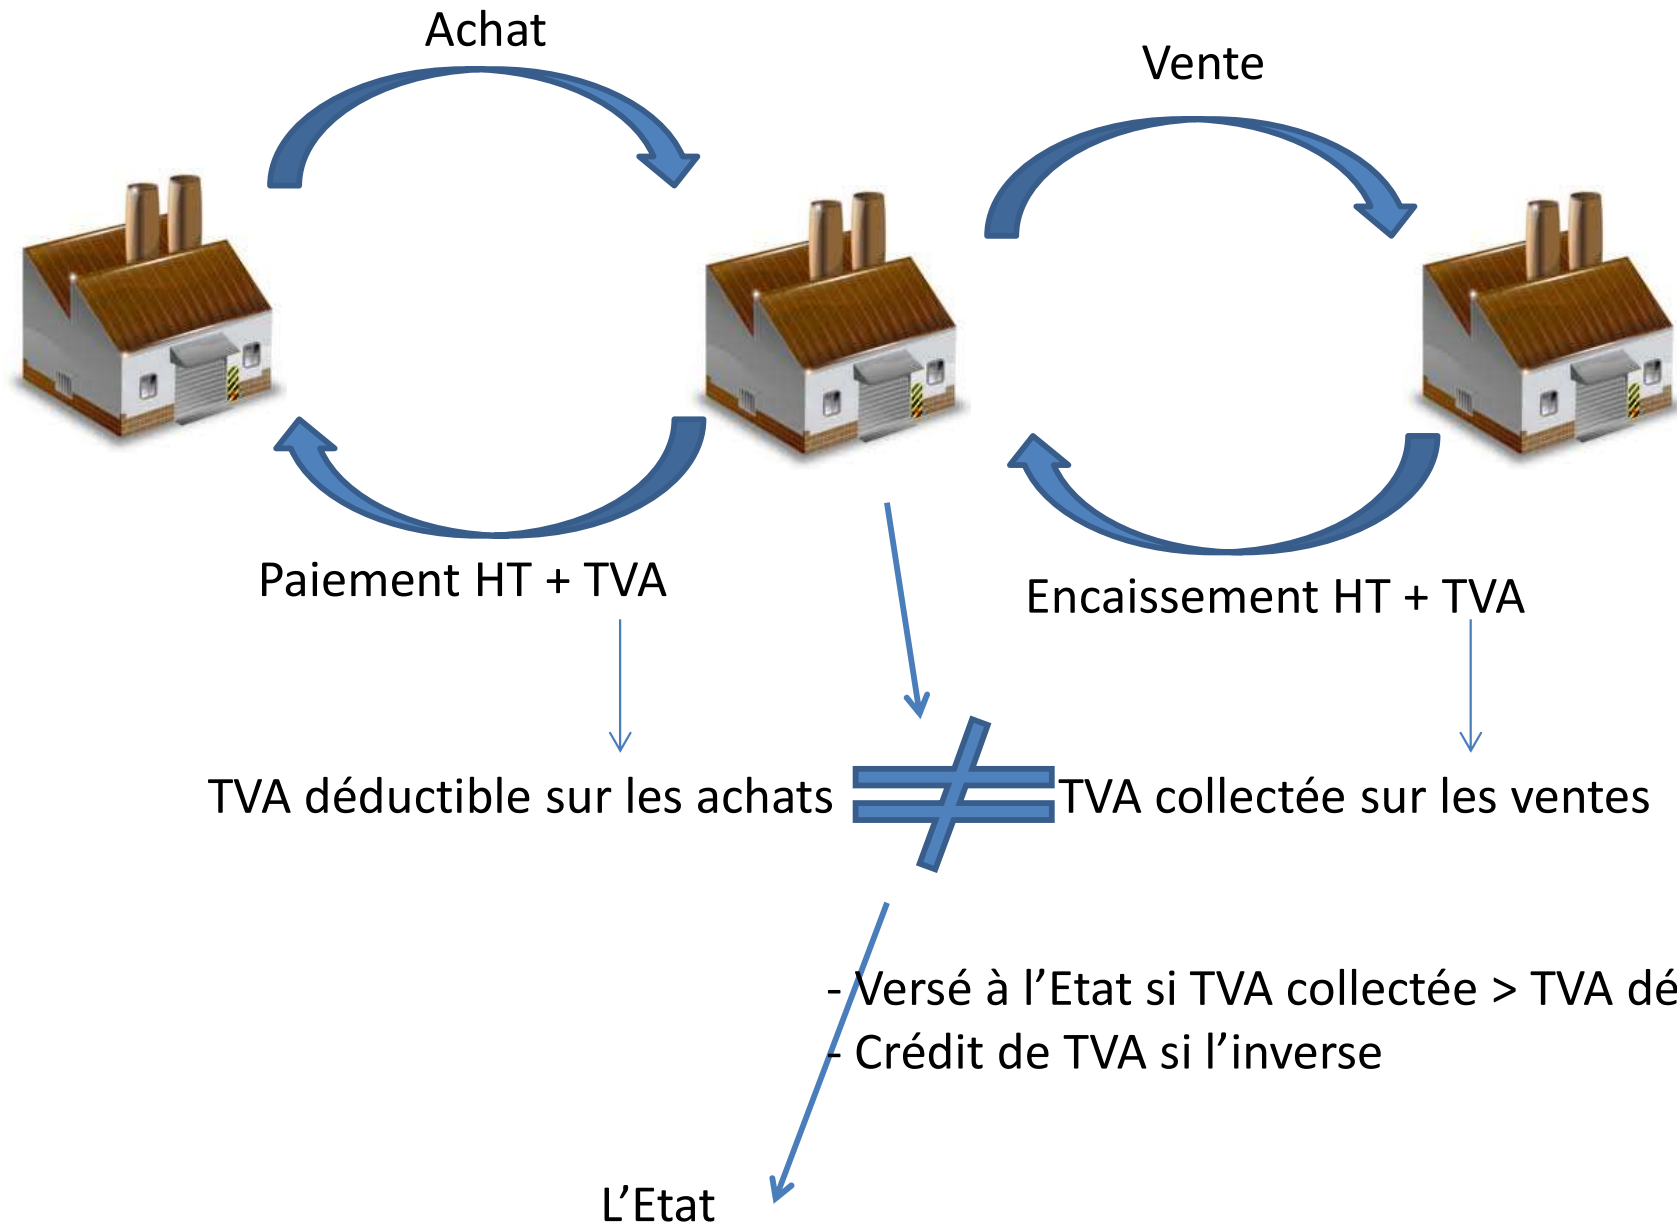 Achat
Vente
Paiement HT + TVA
Encaissement HT + TVA
TVA déductible sur les achats
TVA collectée sur les ventes
- Versé à l’Etat si TVA collectée > TVA dé
- Crédit de TVA si l’inverse
L’Etat